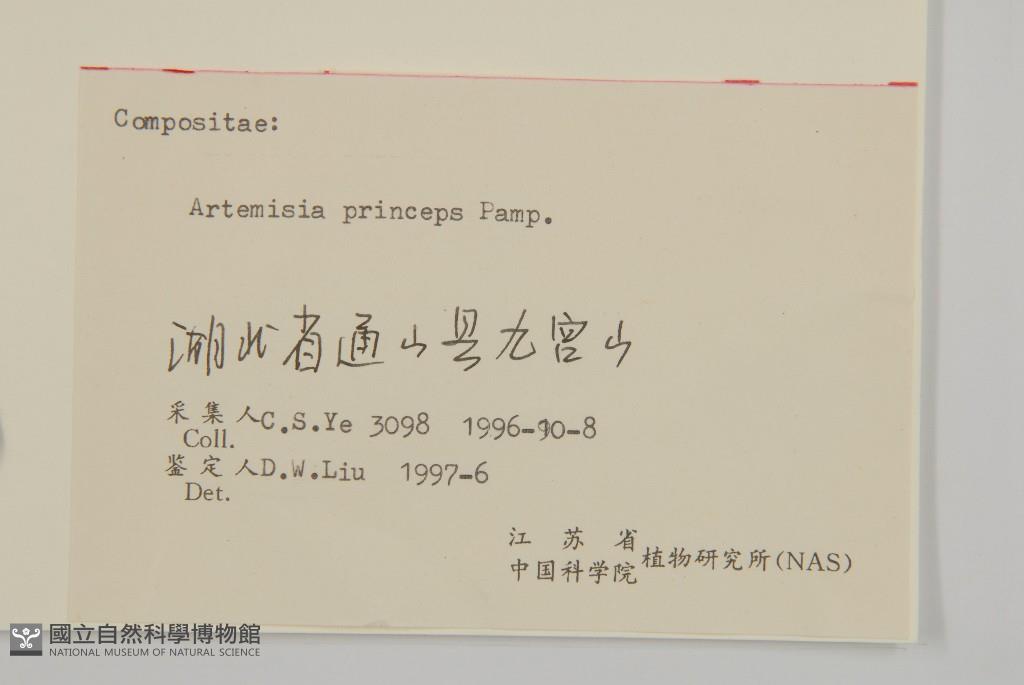 Compositae:
Artemisia princeps Pamp.
湖北省通山县九宫山
采集人C.S.Ye 3098 1996-10-8
Coll.
鉴定人D.W.Liu 1997-6
Det.
江苏省
中国科学院
植物研究所(NAS)
國立自然科學博物館
NATIONAL MUSEUM OF NATURAL SCIENCE